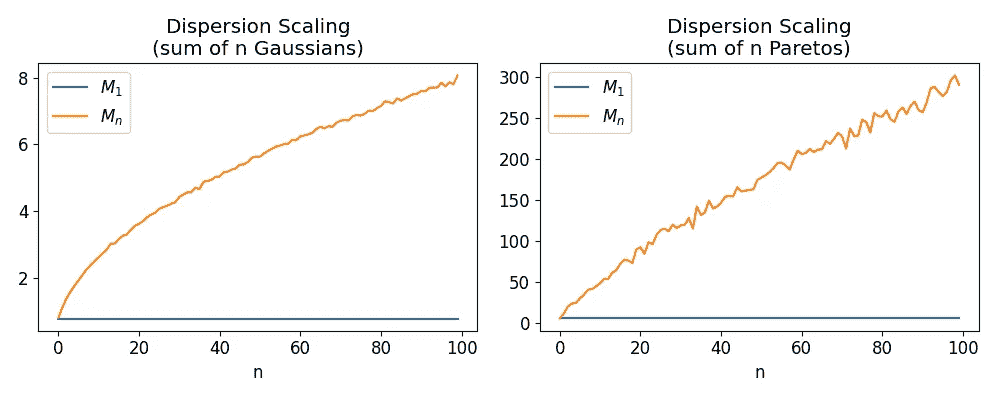 Dispersion Scaling
(sum of n Gaussians)
M₁
Mₙ
8
6
4
2
0 20 40 60 80 100
n
Dispersion Scaling
(sum of n Paretos)
M₁
Mₙ
300
250
200
150
100
50
0
0 20 40 60 80 100
n